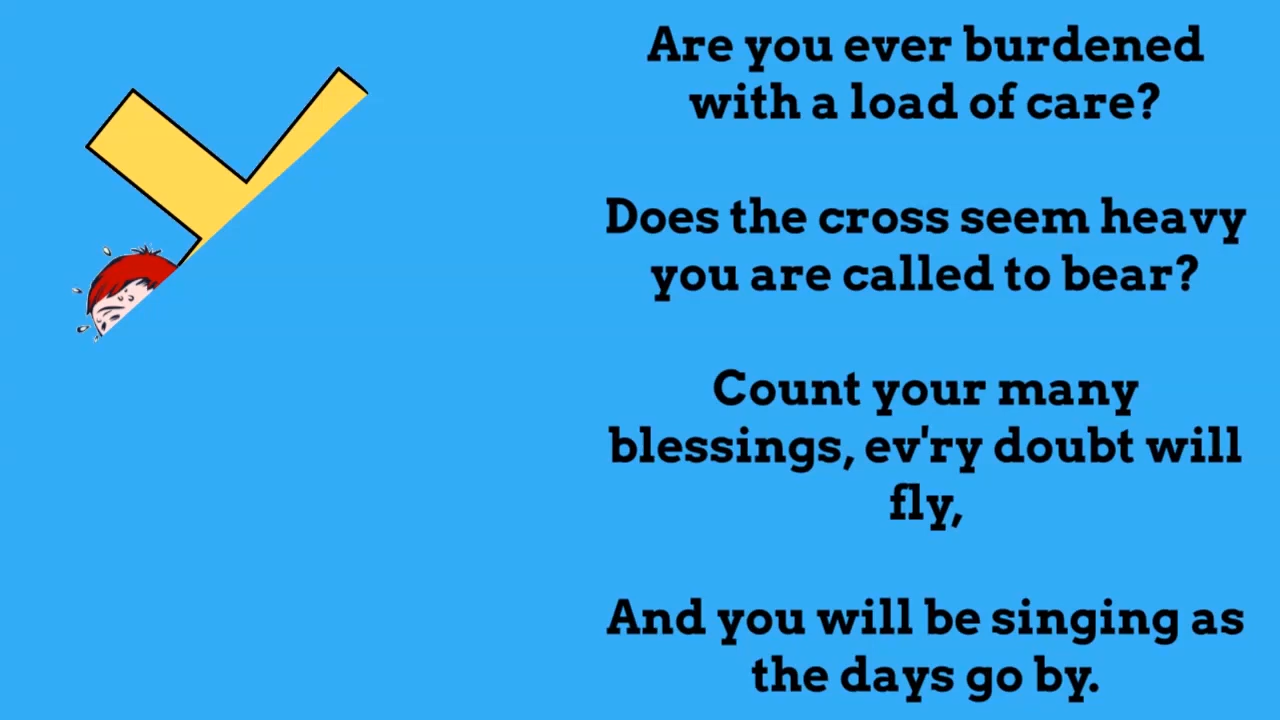 Are you ever burdened
with a load of care?
Does the cross seem heavy
you are called to bear?
Count your many
blessings, ev'ry doubt will
fly,
And you will be singing as
the days go by.